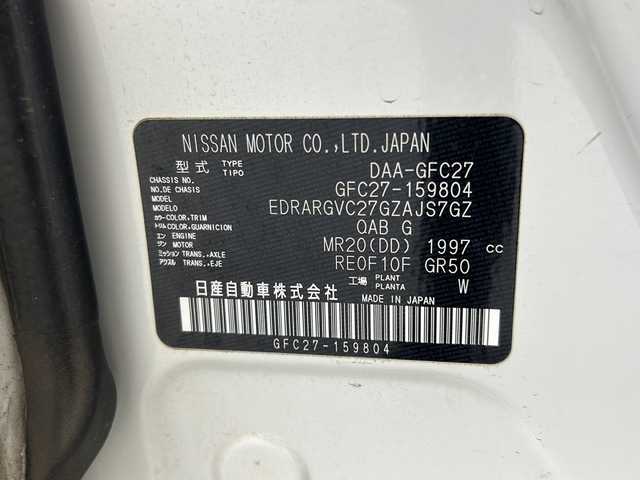 NISSAN MOTOR CO.,LTD.JAPAN
型式 TYPE TIPO DAA-GFC27
CHASSIS NO. NO.DE CHASIS GFC27-159804
MODEL MODELO EDRARGVC27GZAJS7GZ
カラー COLOR,TRIM トリム COLOR,GUARNICION QAB G
エン ENGINE ジン MOTOR MR20(DD) 1997 cc
ミッション TRANS.,AXLE アクスル TRANS.,EJE RE0F10F GR50
工場 PLANT PLANTA W
日産自動車株式会社 MADE IN JAPAN
GFC27-159804